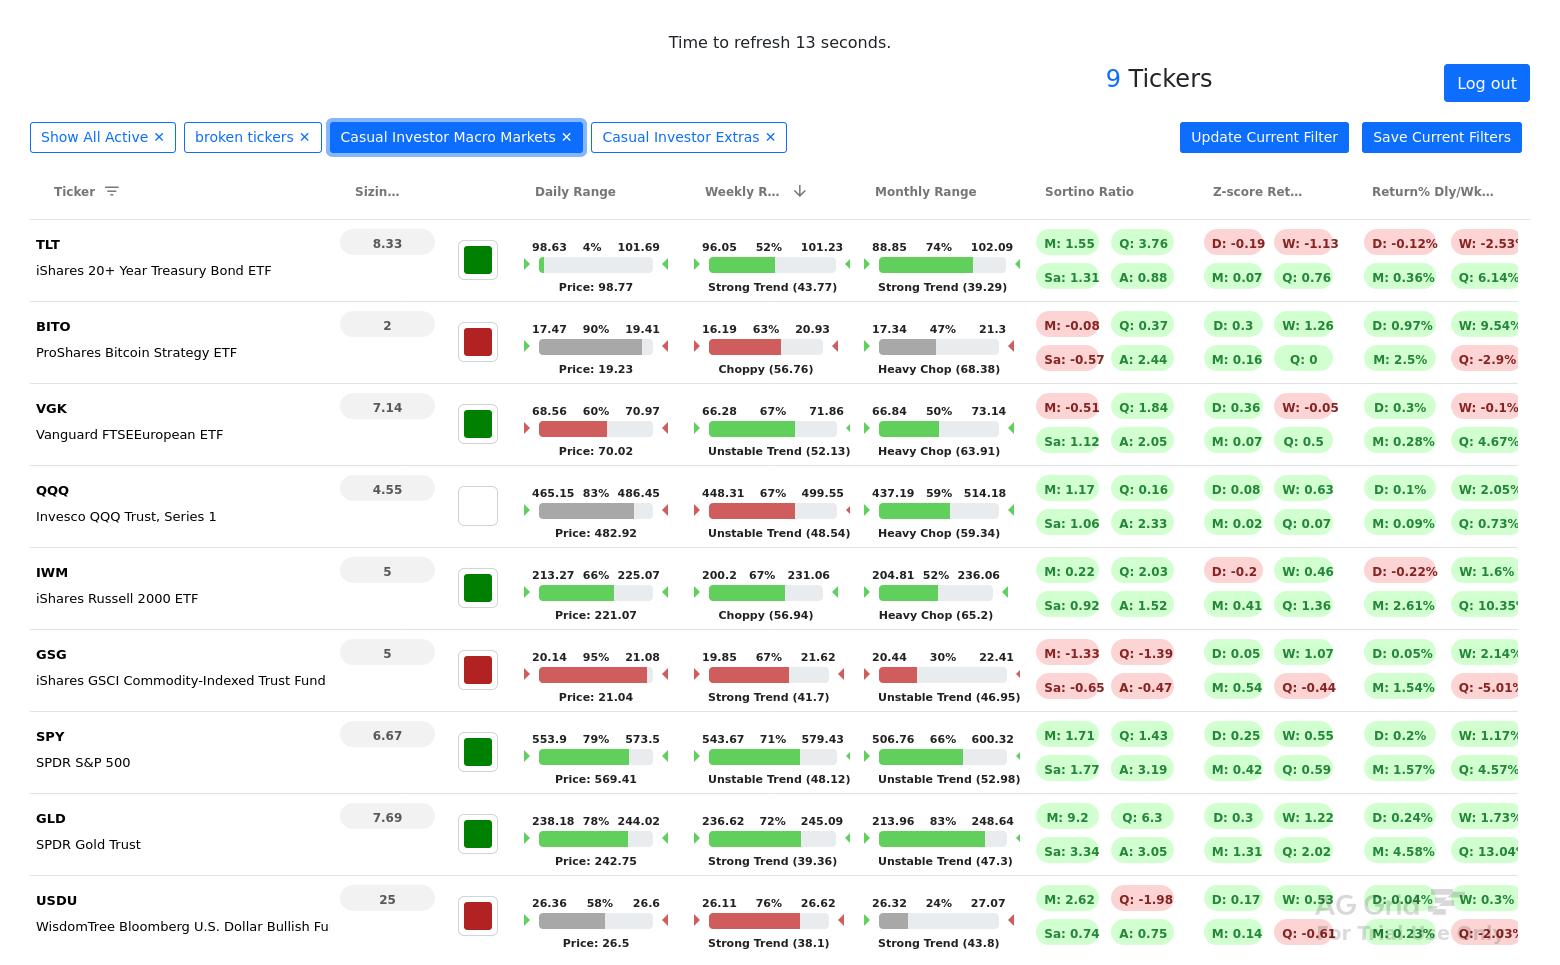 Time to refresh 13 seconds.
9 Tickers
Log out
Show All Active ✕ broken tickers ✕ Casual Investor Macro Markets ✕ Casual Investor Extras ✕ Update Current Filter Save Current Filters
Ticker Sizin... Daily Range Weekly R... Monthly Range Sortino Ratio Z-score Ret... Return% Dly/Wk...
TLT 8.33 98.63 4% 101.69 96.05 52% 101.23 88.85 74% 102.09 M: 1.55 Q: 3.76 D: -0.19 W: -1.13 D: -0.12% W: -2.53%
iShares 20+ Year Treasury Bond ETF Sa: 1.31 A: 0.88 M: 0.07 Q: 0.76 M: 0.36% Q: 6.14%
Price: 98.77 Strong Trend (43.77) Strong Trend (39.29)
BITO 2 17.47 90% 19.41 16.19 63% 20.93 17.34 47% 21.3 M: -0.08 Q: 0.37 D: 0.3 W: 1.26 D: 0.97% W: 9.54%
ProShares Bitcoin Strategy ETF Sa: -0.57 A: 2.44 M: 0.16 Q: 0 M: 2.5% Q: -2.9%
Price: 19.23 Choppy (56.76) Heavy Chop (68.38)
VGK 7.14 68.56 60% 70.97 66.28 67% 71.86 66.84 50% 73.14 M: -0.51 Q: 1.84 D: 0.36 W: -0.05 D: 0.3% W: -0.1%
Vanguard FTSEEuropean ETF Sa: 1.12 A: 2.05 M: 0.07 Q: 0.5 M: 0.28% Q: 4.67%
Price: 70.02 Unstable Trend (52.13) Heavy Chop (63.91)
QQQ 4.55 465.15 83% 486.45 448.31 67% 499.55 437.19 59% 514.18 M: 1.17 Q: 0.16 D: 0.08 W: 0.63 D: 0.1% W: 2.05%
Invesco QQQ Trust, Series 1 Sa: 1.06 A: 2.33 M: 0.02 Q: 0.07 M: 0.09% Q: 0.73%
Price: 482.92 Unstable Trend (48.54) Heavy Chop (59.34)
IWM 5 213.27 66% 225.07 200.2 67% 231.06 204.81 52% 236.06 M: 0.22 Q: 2.03 D: -0.2 W: 0.46 D: -0.22% W: 1.6%
iShares Russell 2000 ETF Sa: 0.92 A: 1.52 M: 0.41 Q: 1.36 M: 2.61% Q: 10.35%
Price: 221.07 Choppy (56.94) Heavy Chop (65.2)
GSG 5 20.14 95% 21.08 19.85 67% 21.62 20.44 30% 22.41 M: -1.33 Q: -1.39 D: 0.05 W: 1.07 D: 0.05% W: 2.14%
iShares GSCI Commodity-Indexed Trust Fund Sa: -0.65 A: -0.47 M: 0.54 Q: -0.44 M: 1.54% Q: -5.01%
Price: 21.04 Strong Trend (41.7) Unstable Trend (46.95)
SPY 6.67 553.9 79% 573.5 543.67 71% 579.43 506.76 66% 600.32 M: 1.71 Q: 1.43 D: 0.25 W: 0.55 D: 0.2% W: 1.17%
SPDR S&P 500 Sa: 1.77 A: 3.19 M: 0.42 Q: 0.59 M: 1.57% Q: 4.57%
Price: 569.41 Unstable Trend (48.12) Unstable Trend (52.98)
GLD 7.69 238.18 78% 244.02 236.62 72% 245.09 213.96 83% 248.64 M: 9.2 Q: 6.3 D: 0.3 W: 1.22 D: 0.24% W: 1.73%
SPDR Gold Trust Sa: 3.34 A: 3.05 M: 1.31 Q: 2.02 M: 4.58% Q: 13.04%
Price: 242.75 Strong Trend (39.36) Unstable Trend (47.3)
USDU 25 26.36 58% 26.6 26.11 76% 26.62 26.32 24% 27.07 M: 2.62 Q: -1.98 D: 0.17 W: 0.53 D: 0.04% W: 0.3%
WisdomTree Bloomberg U.S. Dollar Bullish Fu Sa: 0.74 A: 0.75 M: 0.14 Q: -0.61 M: 0.23% Q: -2.03%
Price: 26.5 Strong Trend (38.1) Strong Trend (43.8)
AG Grid
For Trial Use Only